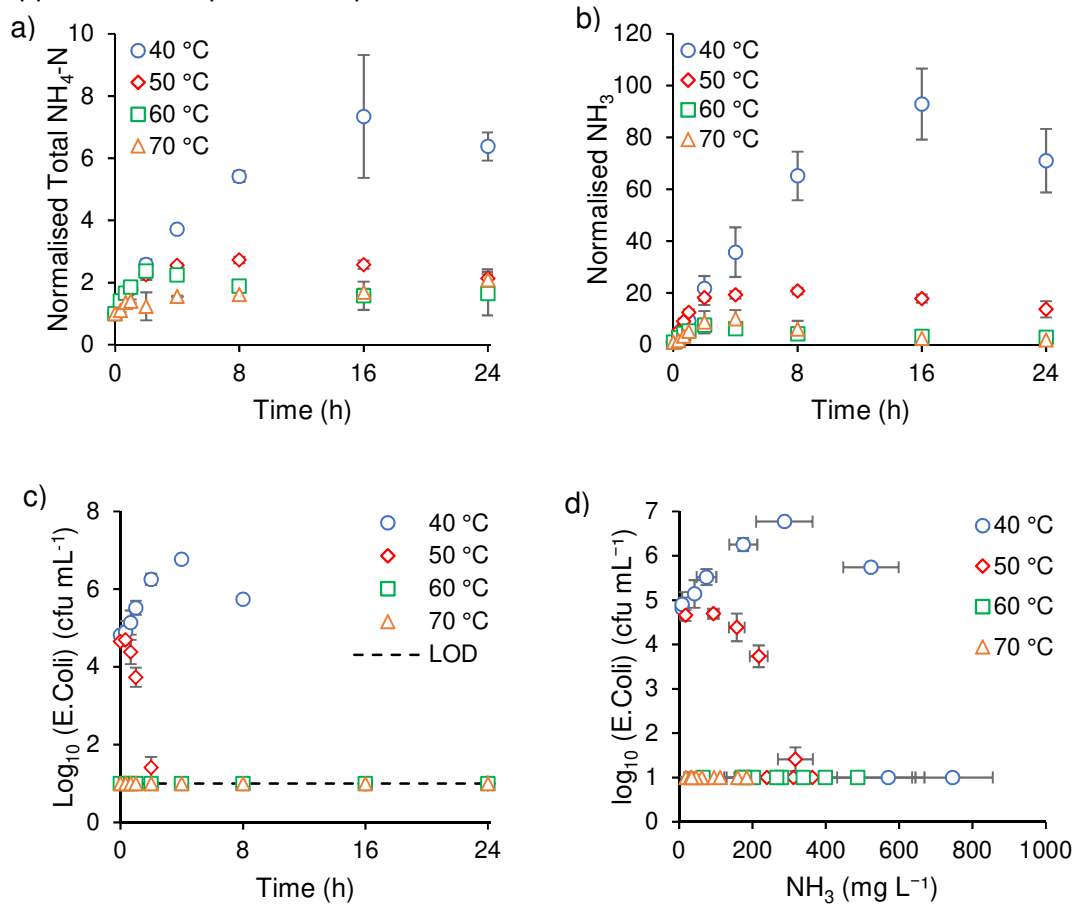 a)
Normalised Total NH4-N
10
8
6
4
2
0
40 °C
50 °C
60 °C
70 °C
0 8 16 24
Time (h)
b)
Normalised NH3
120
100
80
60
40
20
0
40 °C
50 °C
60 °C
70 °C
0 8 16 24
Time (h)
c)
Log10 (E.Coli) (cfu mL-1)
8
6
4
2
0
40 °C
50 °C
60 °C
70 °C
LOD
0 8 16 24
Time (h)
d)
log10 (E.Coli) (cfu mL−1)
7
6
5
4
3
2
1
0
40 °C
50 °C
60 °C
70 °C
0 200 400 600 800 1000
NH3 (mg L−1)